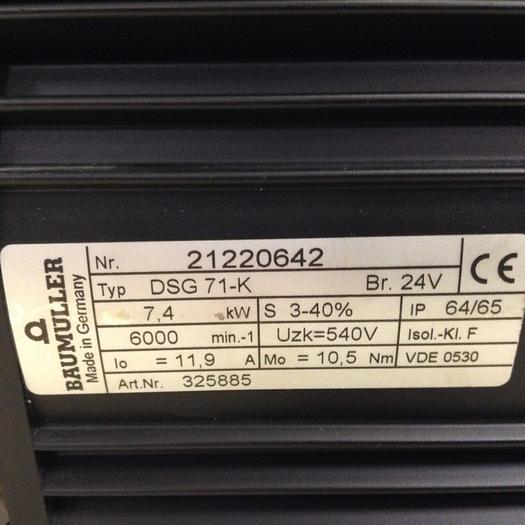 BAUMÜLLER
Made in Germany
Nr. 21220642
Typ DSG 71-K Br. 24V
CE
7,4 kW S 3-40% IP 64/65
6000 min.-1 Uzk=540V Isol.-Kl. F
Io = 11,9 A Mo = 10,5 Nm VDE 0530
Art.Nr. 325885